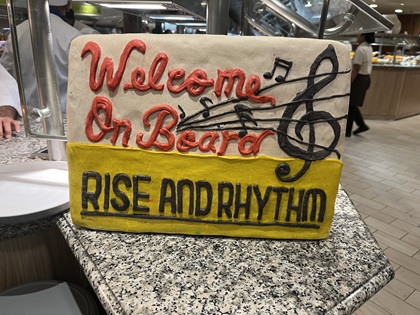 Welcome
On Board
RISE AND RHYTHM